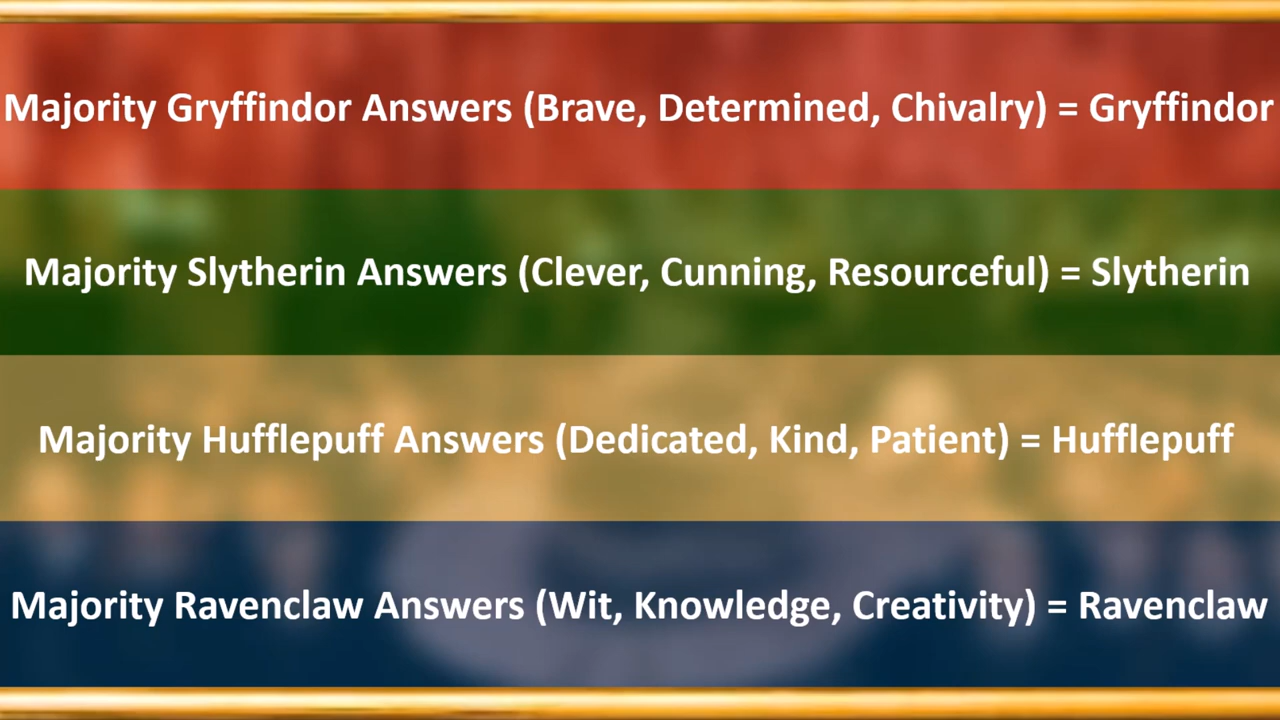 Majority Gryffindor Answers (Brave, Determined, Chivalry) = Gryffindor
Majority Slytherin Answers (Clever, Cunning, Resourceful) = Slytherin
Majority Hufflepuff Answers (Dedicated, Kind, Patient) = Hufflepuff
Majority Ravenclaw Answers (Wit, Knowledge, Creativity) = Ravenclaw